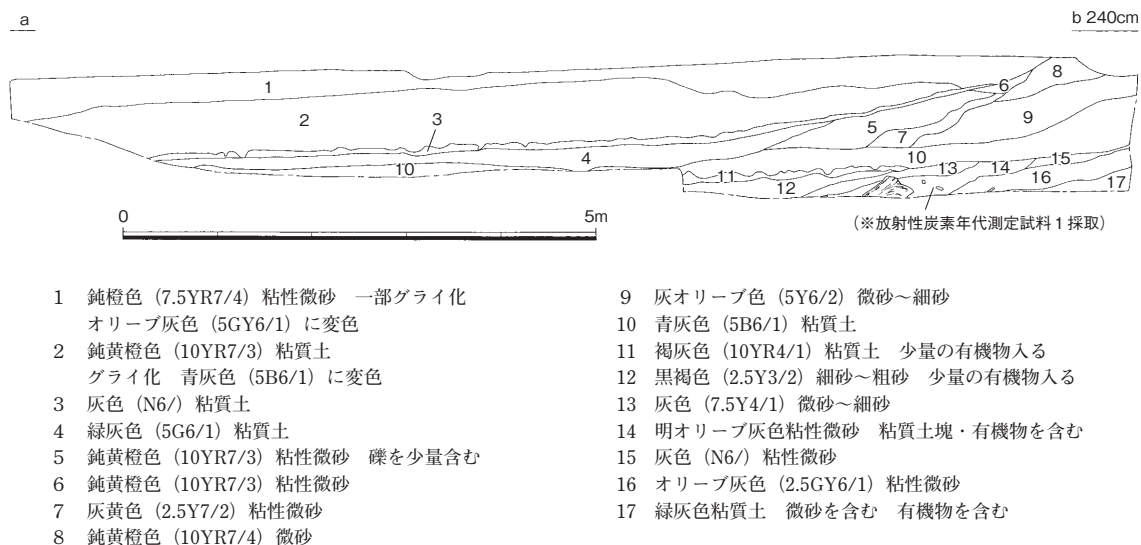 a
b 240cm
1
2
3
4
5
6
7
8
9
10
10
11
12
13
14
15
16
17
0
5m
（※放射性炭素年代測定試料1採取）
1 鈍橙色（7.5YR7/4）粘性微砂　一部グライ化
オリーブ灰色（5GY6/1）に変色
2 鈍黄橙色（10YR7/3）粘質土
グライ化　青灰色（5B6/1）に変色
3 灰色（N6/）粘質土
4 緑灰色（5G6/1）粘質土
5 鈍黄橙色（10YR7/3）粘性微砂　礫を少量含む
6 鈍黄橙色（10YR7/3）粘性微砂
7 灰黄色（2.5Y7/2）粘性微砂
8 鈍黄橙色（10YR7/4）微砂
9 灰オリーブ色（5Y6/2）微砂～細砂
10 青灰色（5B6/1）粘質土
11 褐灰色（10YR4/1）粘質土　少量の有機物入る
12 黒褐色（2.5Y3/2）細砂～粗砂　少量の有機物入る
13 灰色（7.5Y4/1）微砂～細砂
14 明オリーブ灰色粘性微砂　粘質土塊・有機物を含む
15 灰色（N6/）粘性微砂
16 オリーブ灰色（2.5GY6/1）粘性微砂
17 緑灰色粘質土　微砂を含む　有機物を含む